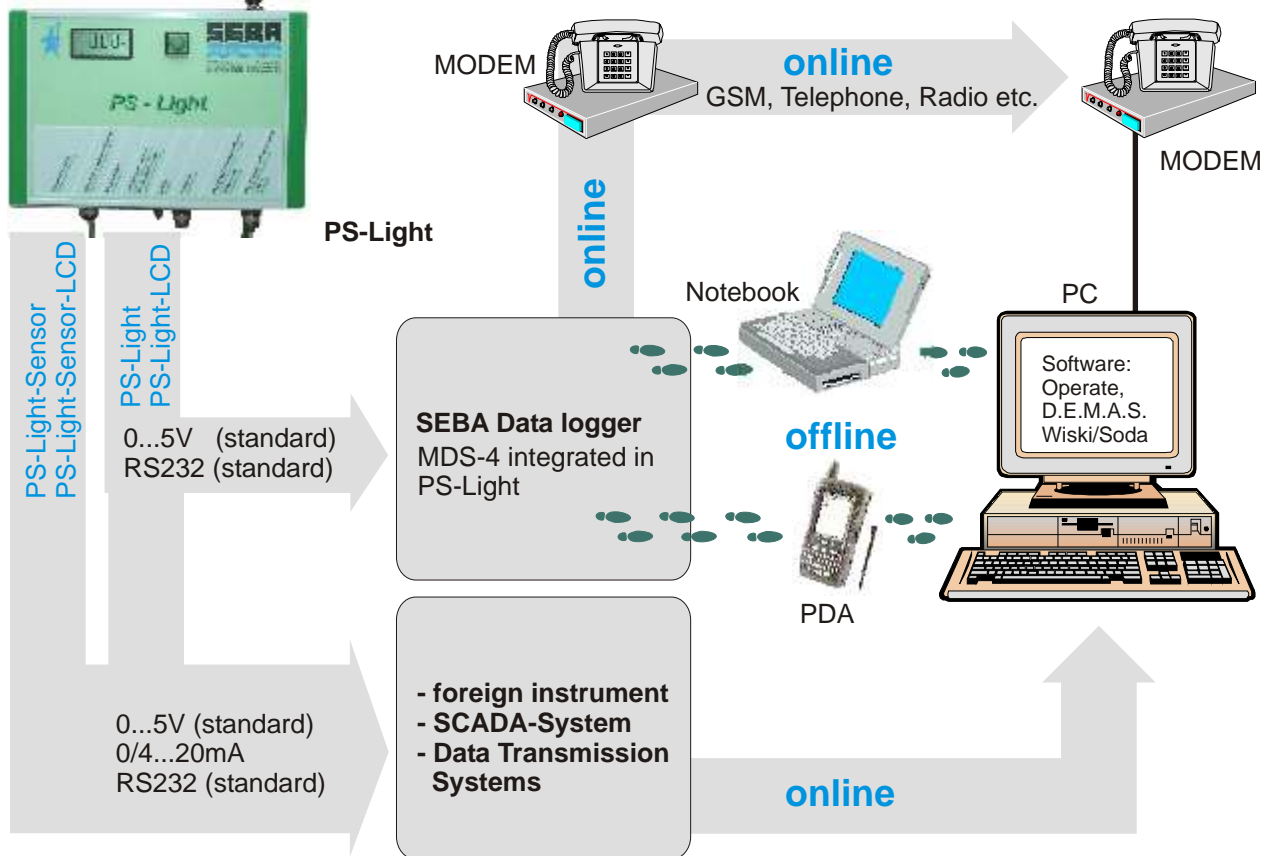 SEBA
PS - Light
PS-Light
MODEM
online
GSM, Telephone, Radio etc.
MODEM
online
PS-Light-Sensor
PS-Light-Sensor-LCD
PS-Light
PS-Light-LCD
0...5V (standard)
RS232 (standard)
SEBA Data logger
MDS-4 integrated in
PS-Light
Notebook
offline
PDA
PC
Software:
Operate,
D.E.M.A.S.
Wiski/Soda
0...5V (standard)
0/4...20mA
RS232 (standard)
- foreign instrument
- SCADA-System
- Data Transmission
Systems
online